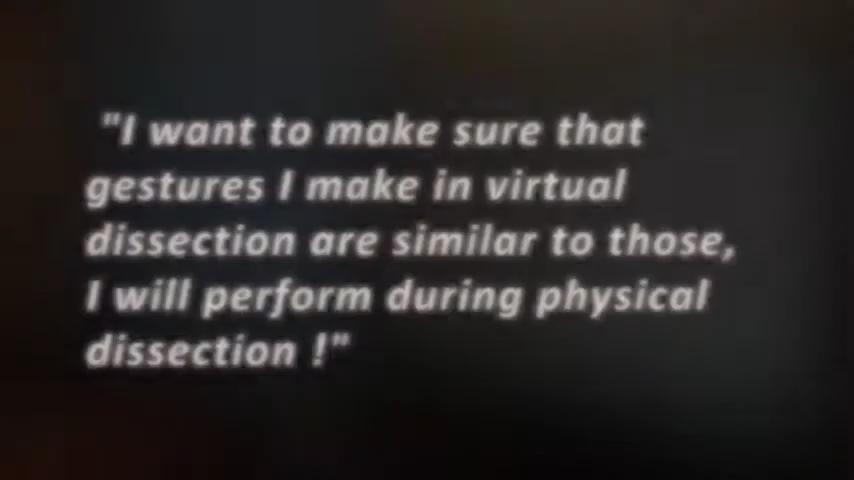 "I want to make sure that
gestures I make in virtual
dissection are similar to those,
I will perform during physical
dissection !"